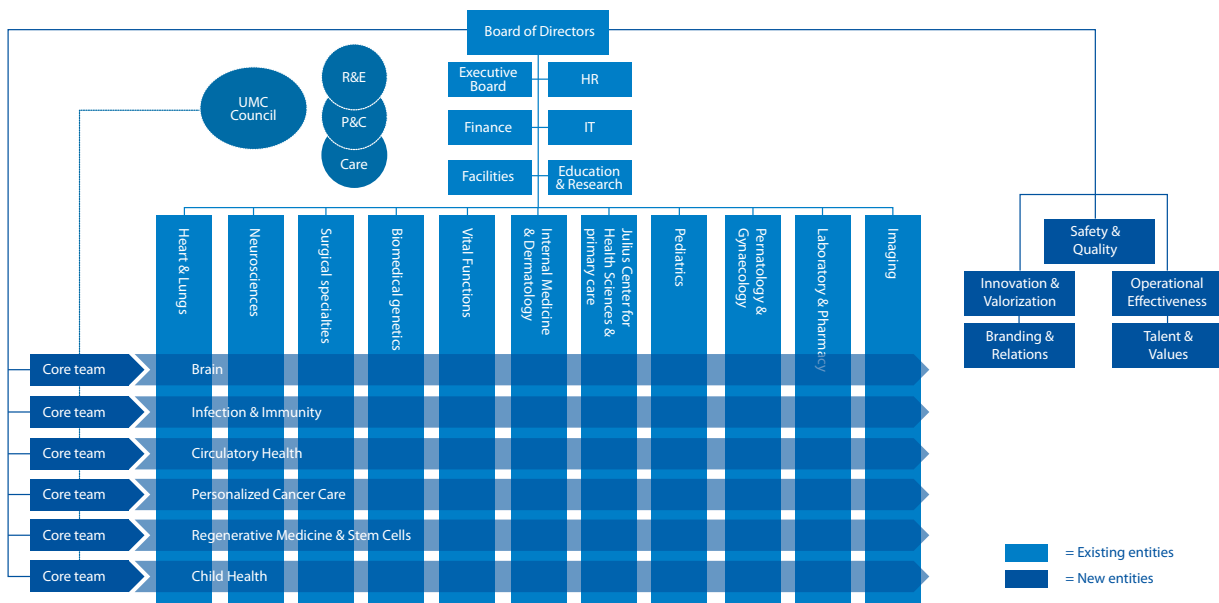 Board of Directors
Executive
Board
HR
Finance
IT
Facilities
Education
& Research
UMC
Council
R&E
P&C
Care
Safety &
Quality
Innovation &
Valorization
Operational
Effectiveness
Branding &
Relations
Talent &
Values
Heart & Lungs
Neurosciences
Surgical specialties
Biomedical genetics
Vital Functions
Internal Medicine
& Dermatology
Julius Center for
Health Sciences &
primary care
Pediatrics
Pernatology &
Gynaecology
Laboratory & Pharmacy
Imaging
Core team
Brain
Core team
Infection & Immunity
Core team
Circulatory Health
Core team
Personalized Cancer Care
Core team
Regenerative Medicine & Stem Cells
Core team
Child Health
= Existing entities
= New entities